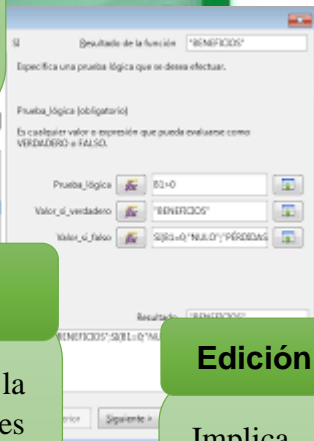 SI Resultado de la función "BENEFICIOS"
Especifica una prueba lógica que se desea efectuar.
Prueba_lógica (obligatorio)
Es cualquier valor o expresión que pueda evaluarse como
VERDADERO o FALSO.
Prueba_lógica B1>0
Valor_si_verdadero "BENEFICIOS"
Valor_si_falso SI(B1=0;"NULO";"PÉRDIDAS
Resultado "BENEFICIOS"
Edición
la
es
Siguiente >
Implica